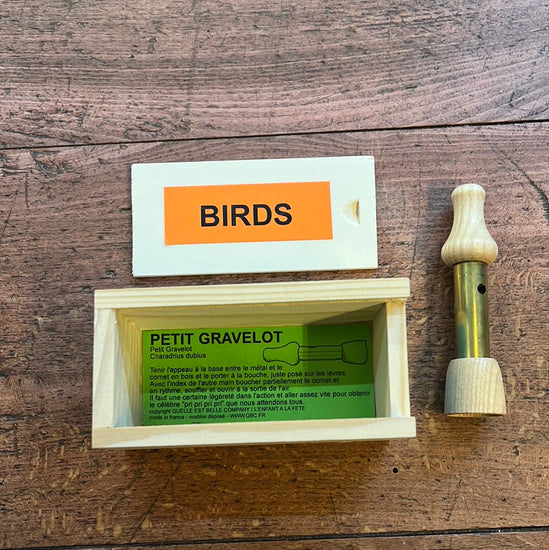 BIRDS
PETIT GRAVELOT
Petit Gravelot
Charadrius dubius
Tenir l'appeau à la base entre le métal et le
cornet en bois et le porter à la bouche, juste posé sur les lèvres.
Avec l'index de l'autre main boucher partiellement le cornet et
en rythme, souffler et ouvrir à la sortie de l'air.
Il faut une certaine légèreté dans l'action et aller assez vite pour obtenir
le célèbre "pri pri pri pri" que nous attendons tous.
copyright QUELLE EST BELLE COMPANY / L'ENFANT A LA FETE
made in france - modèle déposé - WWW.QBC.FR